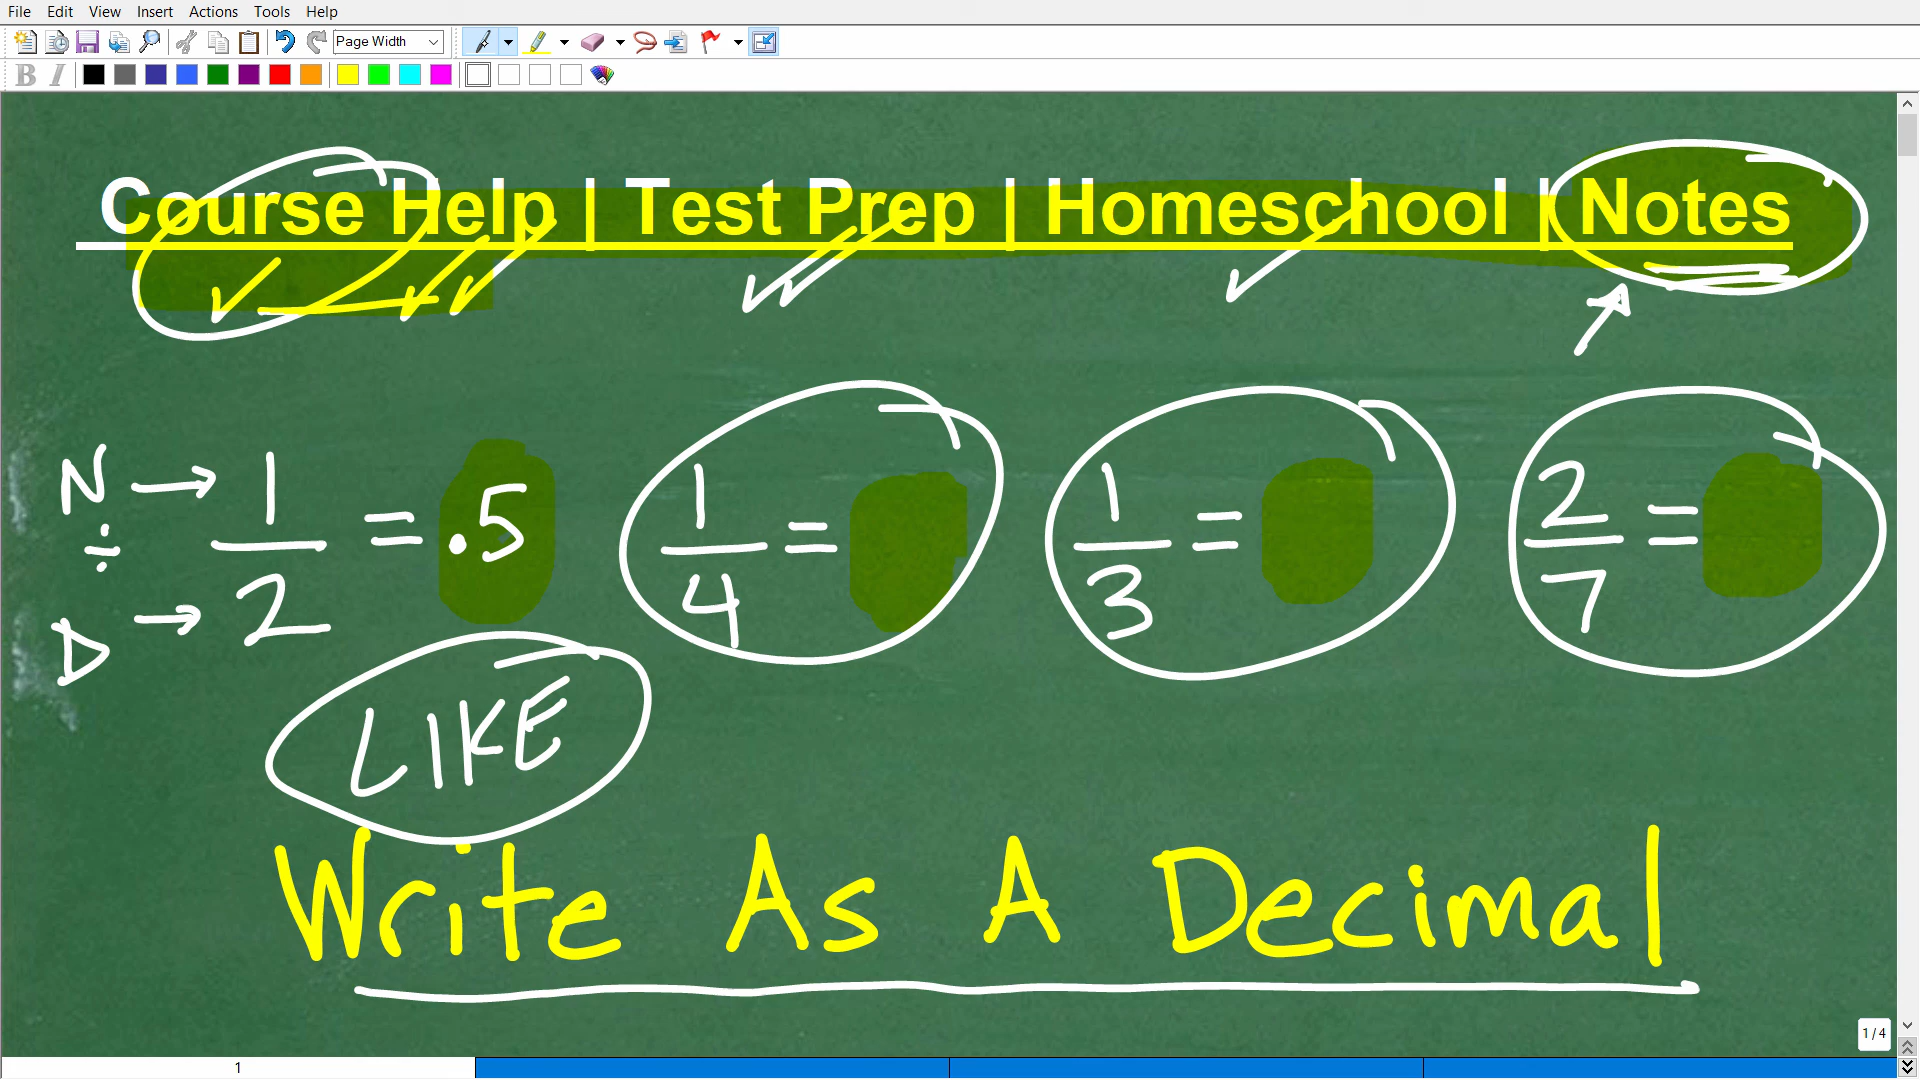 File Edit View Insert Actions Tools Help
Page Width
B I
Course Help | Test Prep | Homeschool | Notes
N → 1/2 = .5
÷
D →
1/4 =
1/3 =
2/7 =
LIKE
Write As A Decimal
1 / 4
1